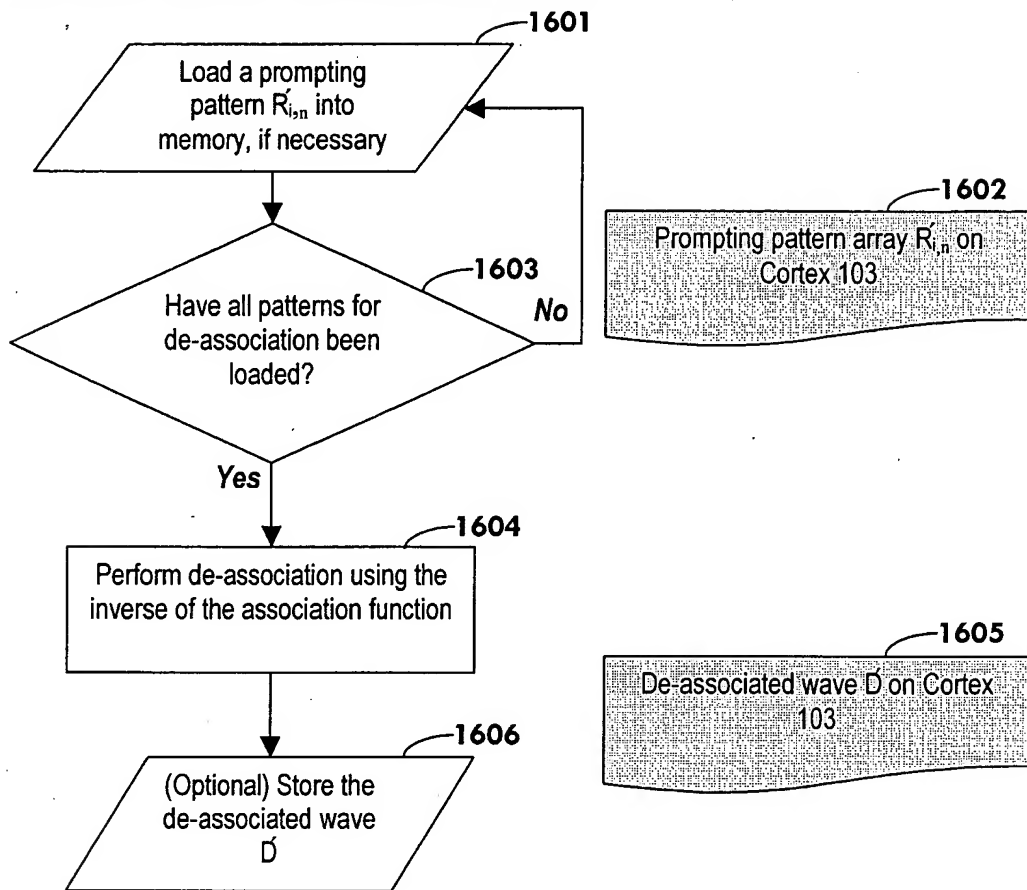 1601
Load a prompting
pattern Ŕi,n into
memory, if necessary
1602
Prompting pattern array Ŕi,n on
Cortex 103
1603
Have all patterns for
de-association been
loaded?
No
Yes
1604
Perform de-association using the
inverse of the association function
1605
De-associated wave D́ on Cortex
103
1606
(Optional) Store the
de-associated wave
D́